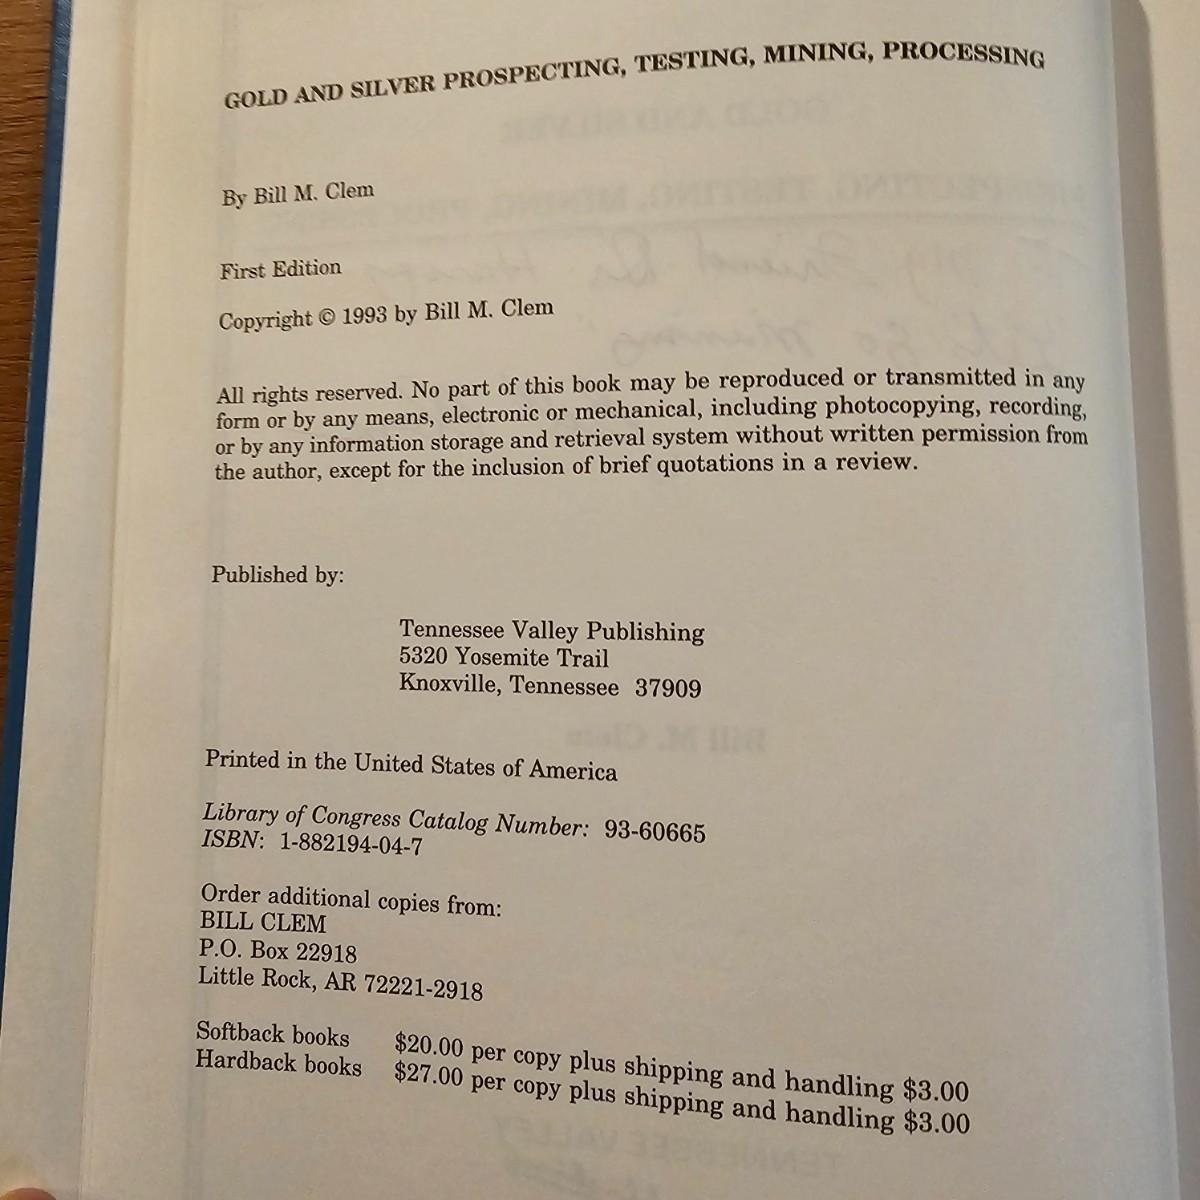 GOLD AND SILVER PROSPECTING, TESTING, MINING, PROCESSING
By Bill M. Clem
First Edition
Copyright © 1993 by Bill M. Clem
All rights reserved. No part of this book may be reproduced or transmitted in any
form or by any means, electronic or mechanical, including photocopying, recording,
or by any information storage and retrieval system without written permission from
the author, except for the inclusion of brief quotations in a review.
Published by:
Tennessee Valley Publishing
5320 Yosemite Trail
Knoxville, Tennessee 37909
Printed in the United States of America
Library of Congress Catalog Number: 93-60665
ISBN: 1-882194-04-7
Order additional copies from:
BILL CLEM
P.O. Box 22918
Little Rock, AR 72221-2918
Softback books $20.00 per copy plus shipping and handling $3.00
Hardback books $27.00 per copy plus shipping and handling $3.00